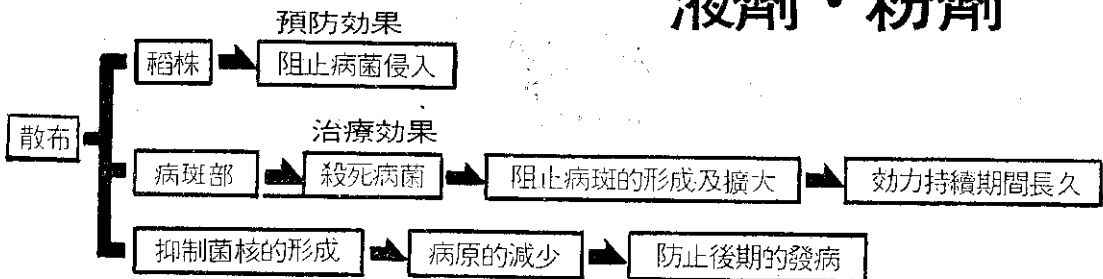 液劑・粉劑
預防効果
稻株 阻止病菌侵入
散布
治療効果
病斑部 殺死病菌 阻止病斑的形成及擴大 効力持續期間長久
抑制菌核的形成 病原的減少 防止後期的發病